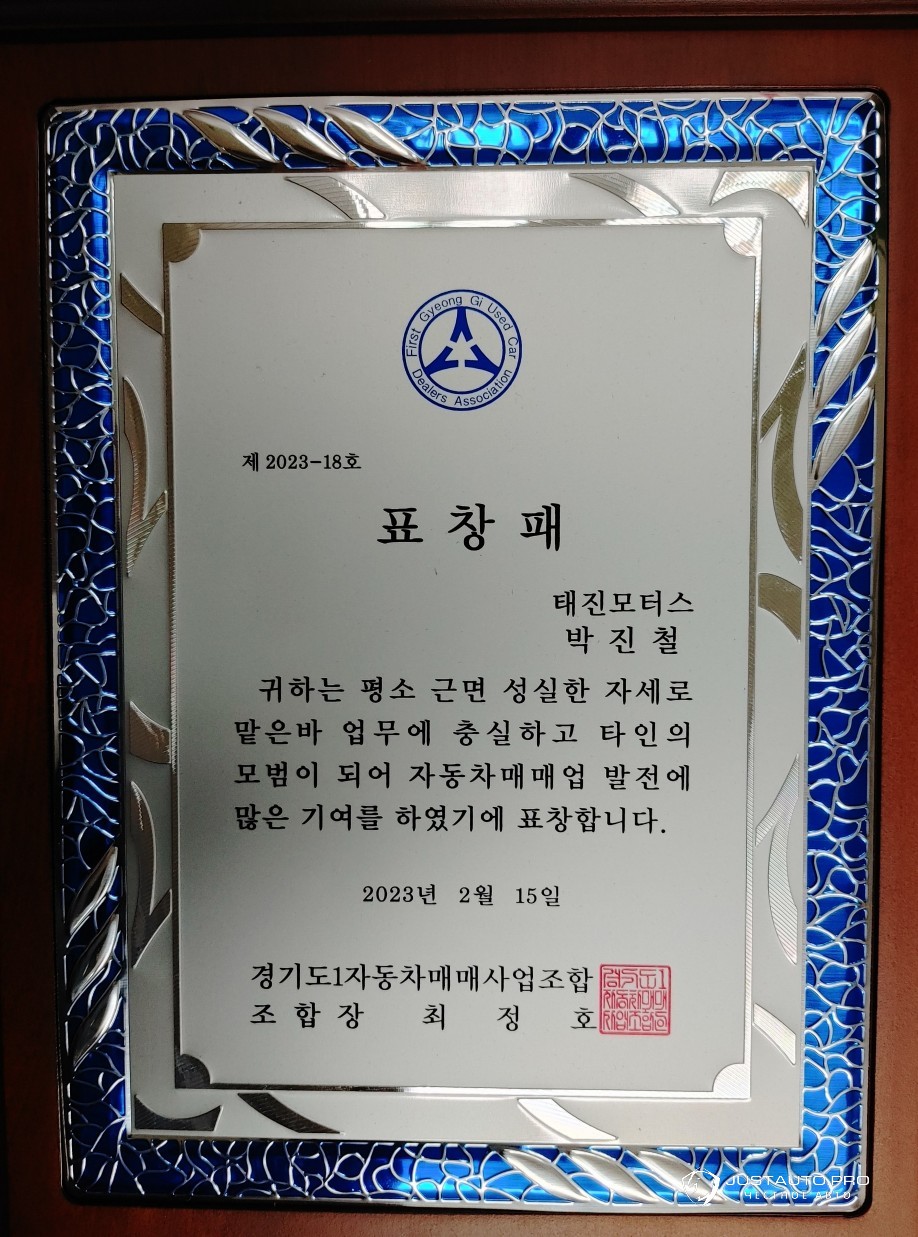 First Gyeong Gi Used Car
Dealers Association
제 2023-18호
표 창 패
태진모터스
박 진 철
귀하는 평소 근면 성실한 자세로
맡은바 업무에 충실하고 타인의
모범이 되어 자동차매매업 발전에
많은 기여를 하였기에 표창합니다.
2023년 2월 15일
경기도1자동차매매사업조합
조 합 장 최 정 호
JUSTAUTO.PRO
ЧЕСТНОЕ АВТО